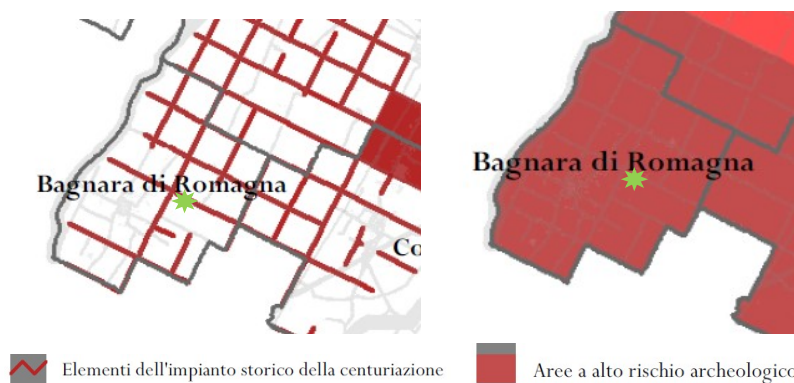 Bagnara di Romagna
Co
Elementi dell'impianto storico della centuriazione
Bagnara di Romagna
Aree a alto rischio archeologico